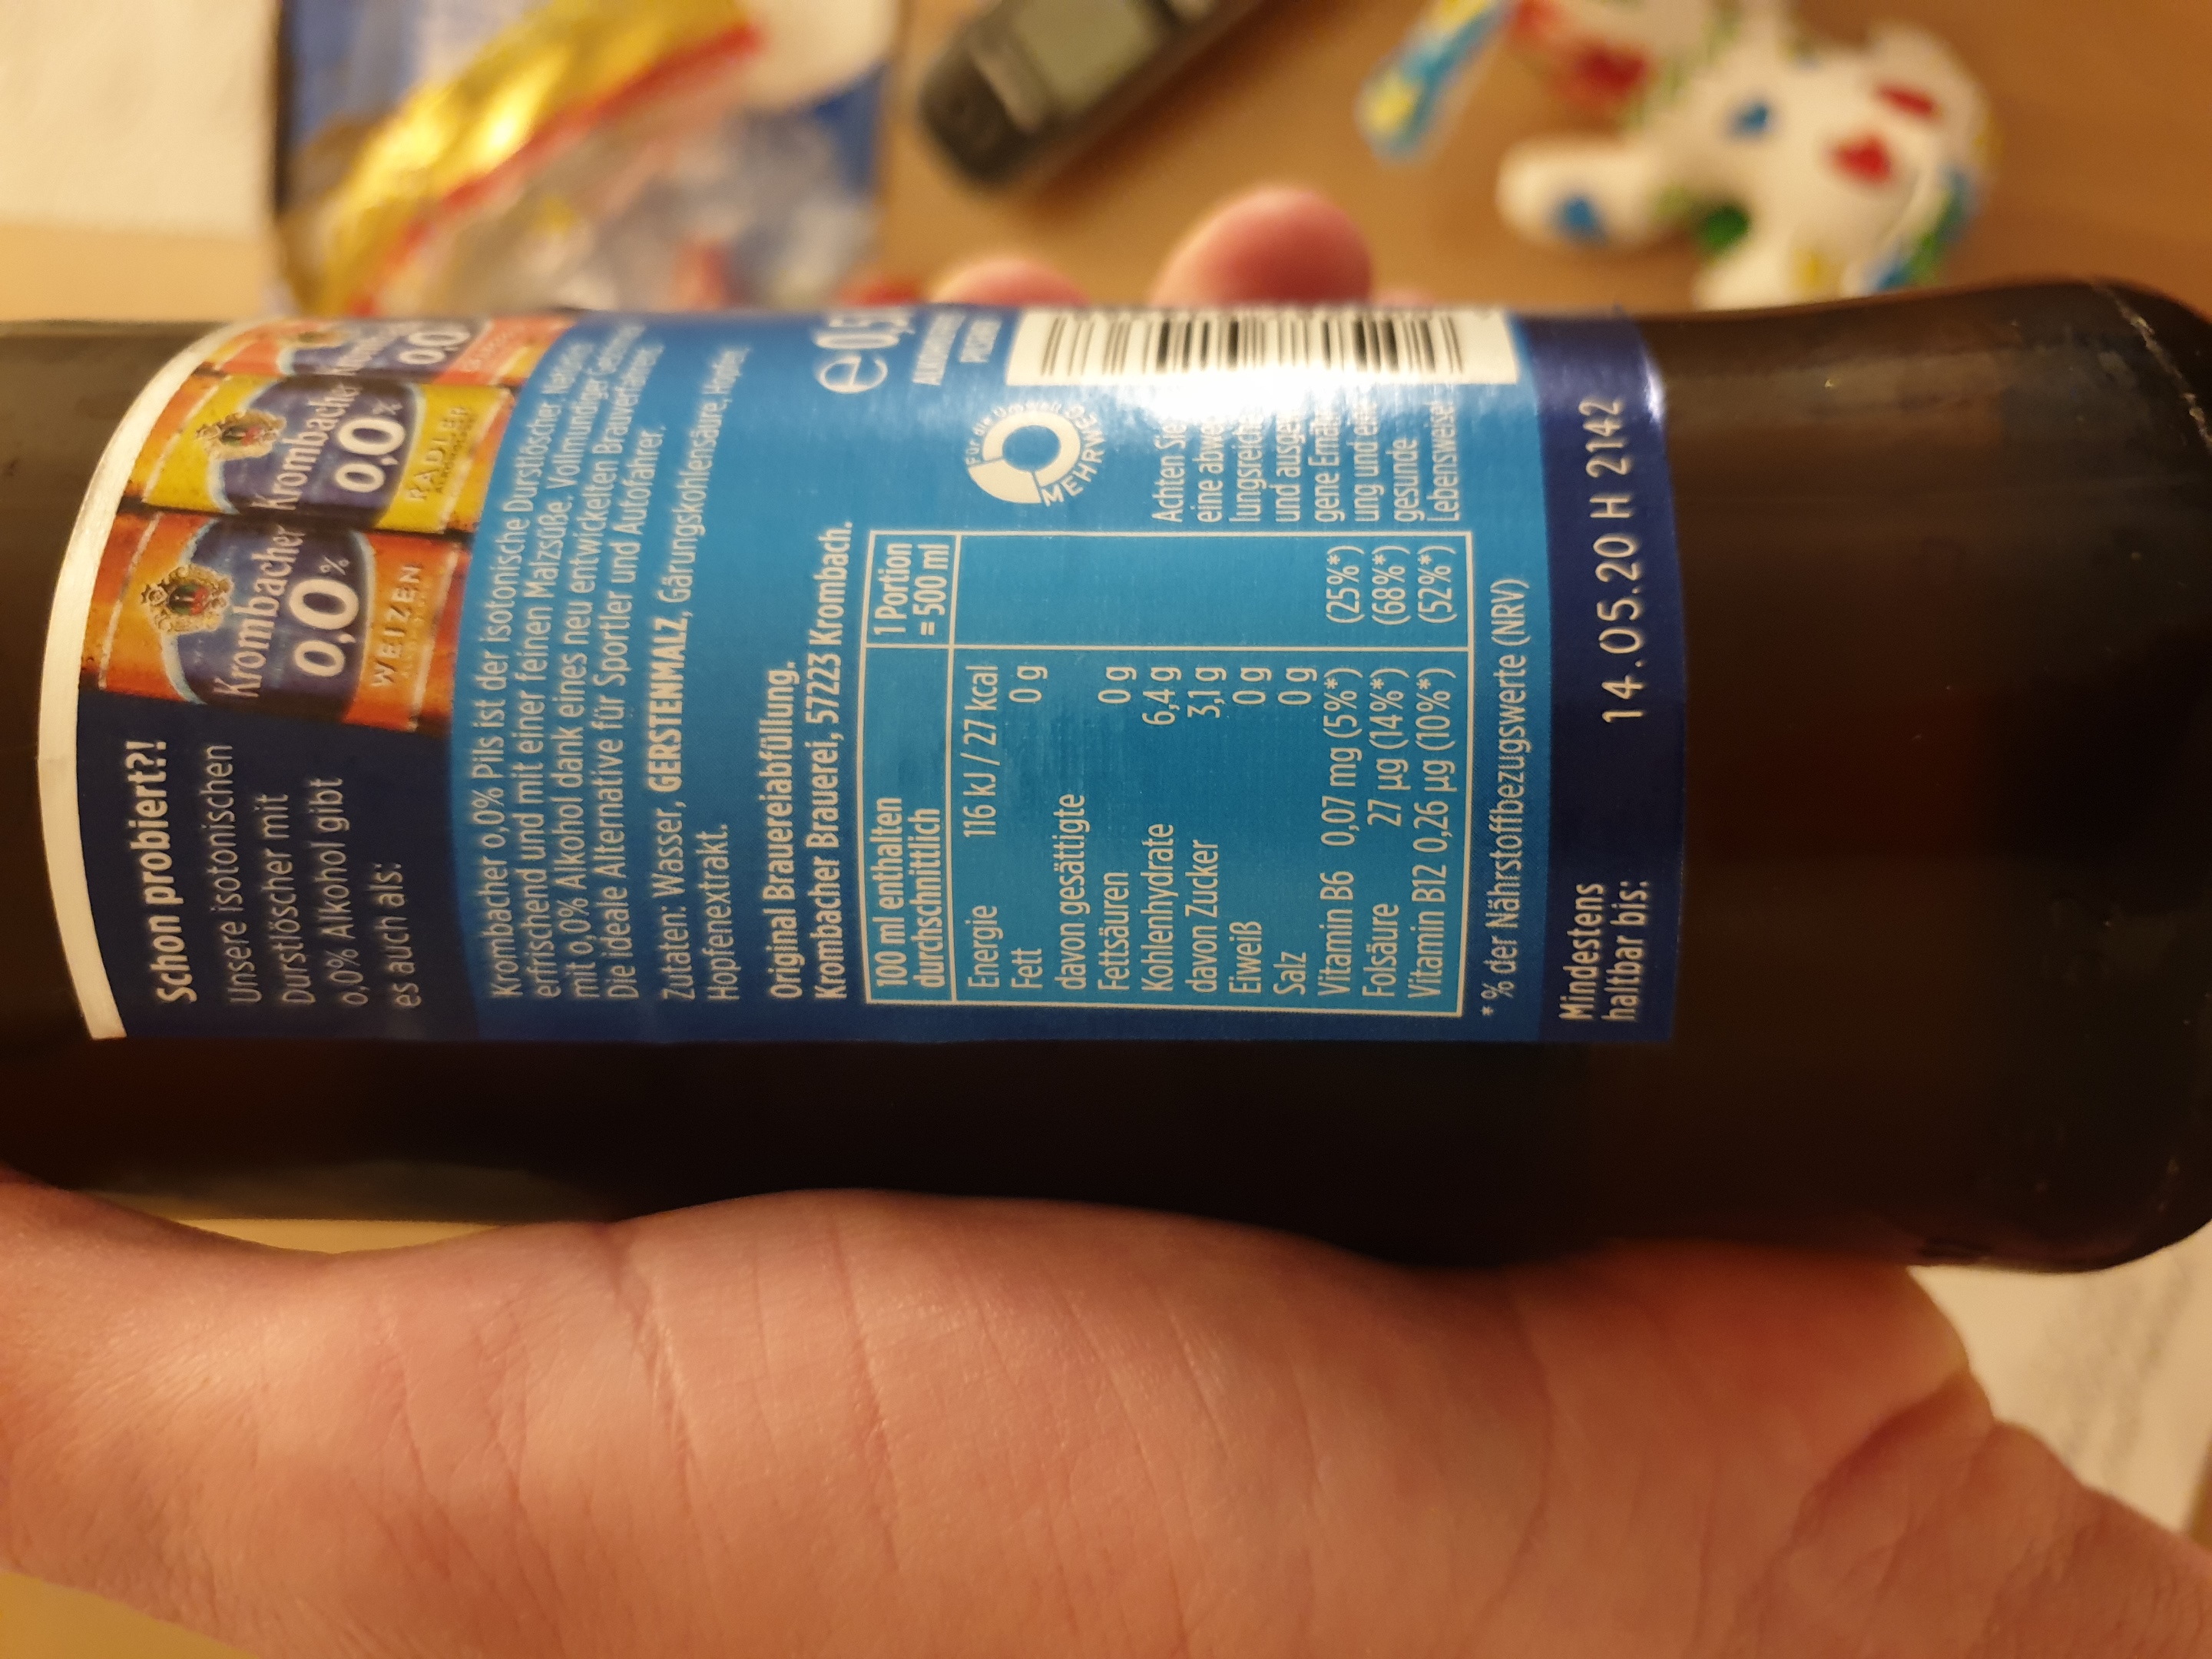 Schon probiert?!
Unsere isotonischen
Durstlöscher mit
0,0% Alkohol gibt
es auch als:
Krombacher
0,0%
WEIZEN
Krombacher
0,0%
RADLER
0,0
Krombacher 0,0% Pils ist der isotonische Durstlöscher. Herrlich
erfrischend und mit einer feinen Malzsüße. Vollmundiger
mit 0,0% Alkohol dank eines neu entwickelten Brauverfahrens.
Die ideale Alternative für Sportler und Autofahrer.
Zutaten: Wasser, GERSTENMALZ, Gärungskohlensäure, Hopfen,
Hopfenextrakt.
Original Brauereiabfüllung.
Krombacher Brauerei, 57223 Krombach.
e 0,5
100 ml enthalten durchschnittlich 1 Portion = 500 ml
Energie 116 kJ / 27 kcal
Fett 0 g
davon gesättigte
Fettsäuren 0 g
Kohlenhydrate 6,4 g
davon Zucker 3,1 g
Eiweiß 0 g
Salz 0 g
Vitamin B6 0,07 mg (5%*) (25%*)
Folsäure 27 µg (14%*) (68%*)
Vitamin B12 0,26 µg (10%*) (52%*)
*% der Nährstoffbezugswerte (NRV)
Für die Umwelt
MEHRWEG
Achten Sie
eine
und
gene
ung und
gesunde
Lebensweise!
Mindestens
haltbar bis:
14.05.20 H 2142